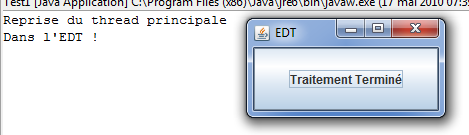 Test1 [Java Application] C:\Program Files (x86)\Java\jre6\bin\javaw.exe (17 mai 2010 07:39
Reprise du thread principale
Dans l'EDT !
EDT
Traitement Terminé